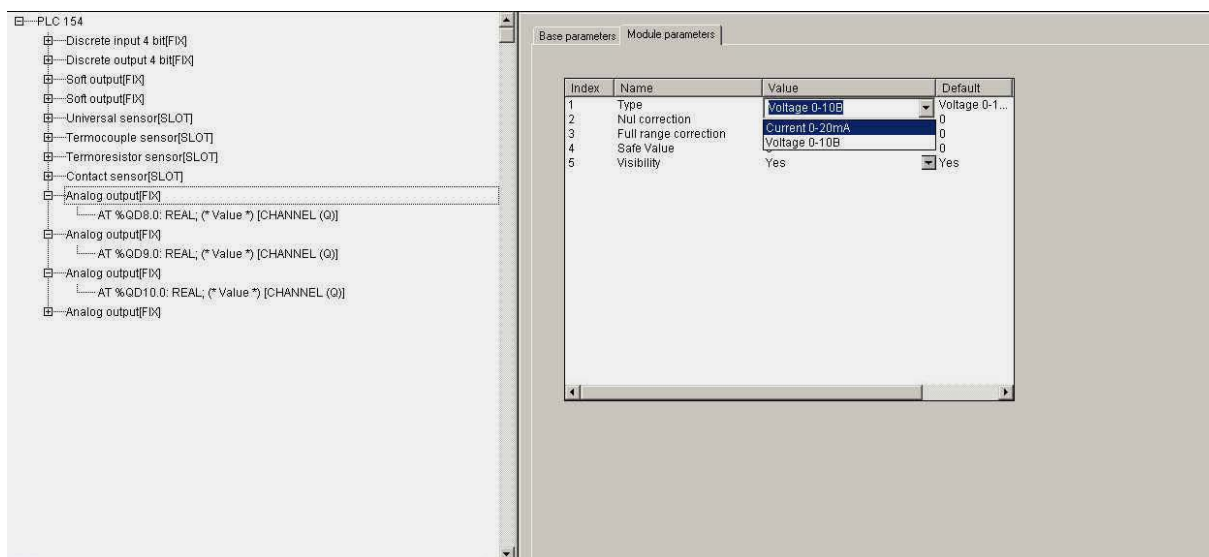 PLC 154
Discrete input 4 bit[FIX]
Discrete output 4 bit[FIX]
Soft output[FIX]
Soft output[FIX]
Universal sensor[SLOT]
Termocouple sensor[SLOT]
Termoresistor sensor[SLOT]
Contact sensor[SLOT]
Analog output[FIX]
AT %QD8.0: REAL; (* Value *) [CHANNEL (Q)]
Analog output[FIX]
AT %QD9.0: REAL; (* Value *) [CHANNEL (Q)]
Analog output[FIX]
AT %QD10.0: REAL; (* Value *) [CHANNEL (Q)]
Analog output[FIX]
Base parameters Module parameters
Index Name Value Default
1 Type Voltage 0-10В Voltage 0-1...
2 Nul correction Current 0-20mA 0
3 Full range correction Voltage 0-10В 0
4 Safe Value 0
5 Visibility Yes Yes